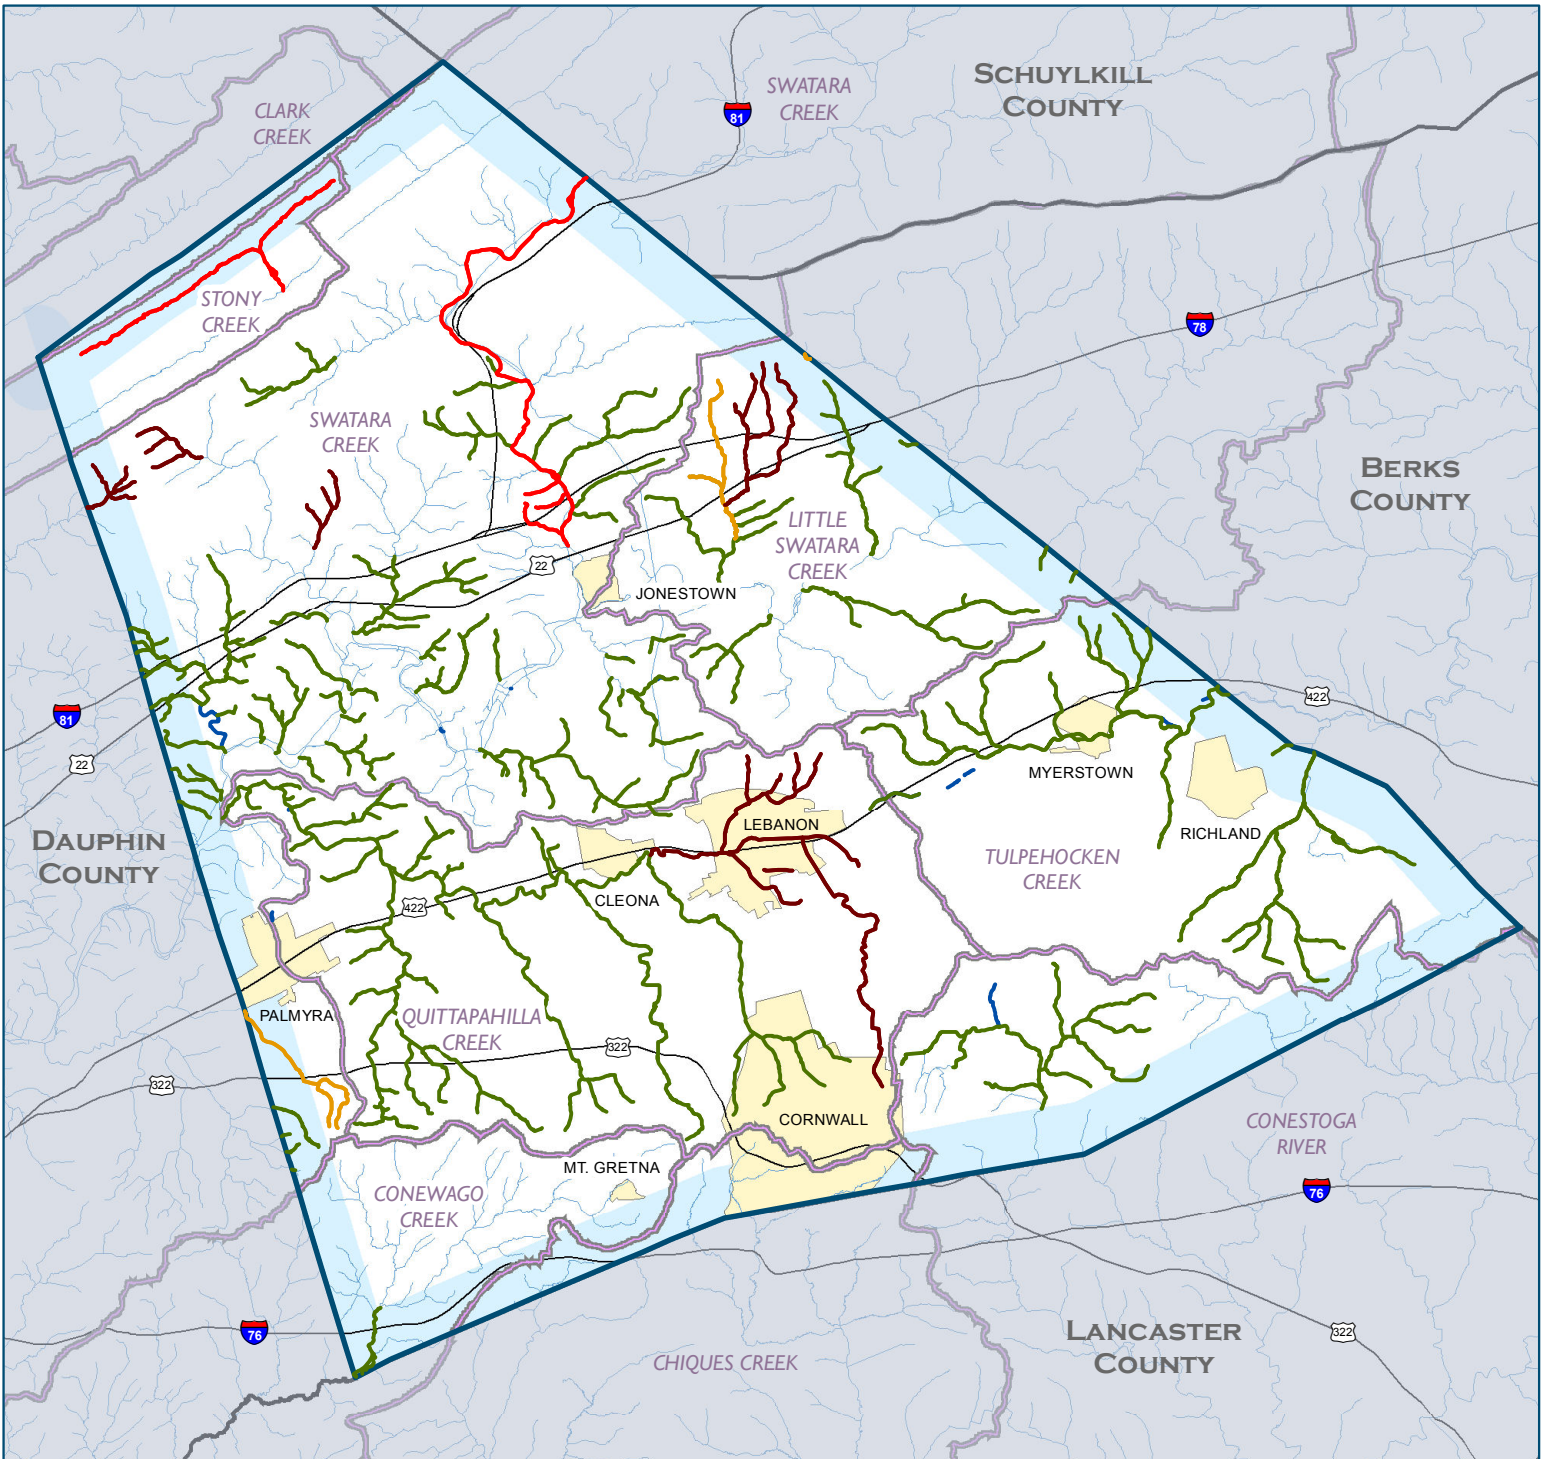 SCHUYLKILL
COUNTY
SWATARA
CREEK
81
CLARK
CREEK
STONY
CREEK
78
SWATARA
CREEK
BERKS
COUNTY
LITTLE
SWATARA
CREEK
22
JONESTOWN
422
81
22
MYERSTOWN
LEBANON
RICHLAND
DAUPHIN
COUNTY
TULPEHOCKEN
CREEK
CLEONA
422
PALMYRA
QUITTAPAHILLA
CREEK
322
322
CORNWALL
CONESTOGA
RIVER
MT. GRETNA
76
CONEWAGO
CREEK
76
LANCASTER
COUNTY
322
CHIQUES CREEK